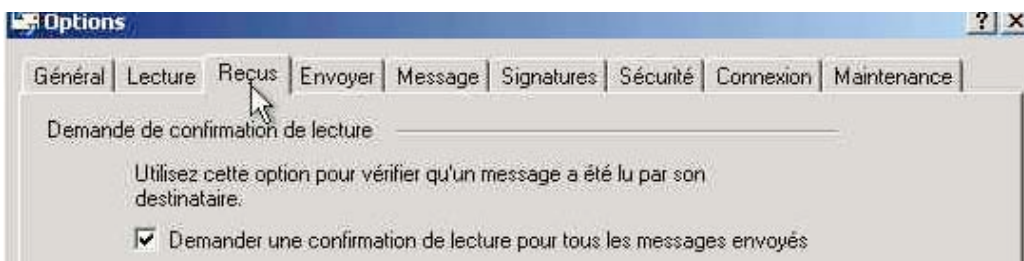 Options
Général Lecture Reçus Envoyer Message Signatures Sécurité Connexion Maintenance
Demande de confirmation de lecture
Utilisez cette option pour vérifier qu'un message a été lu par son
destinataire.
Demander une confirmation de lecture pour tous les messages envoyés